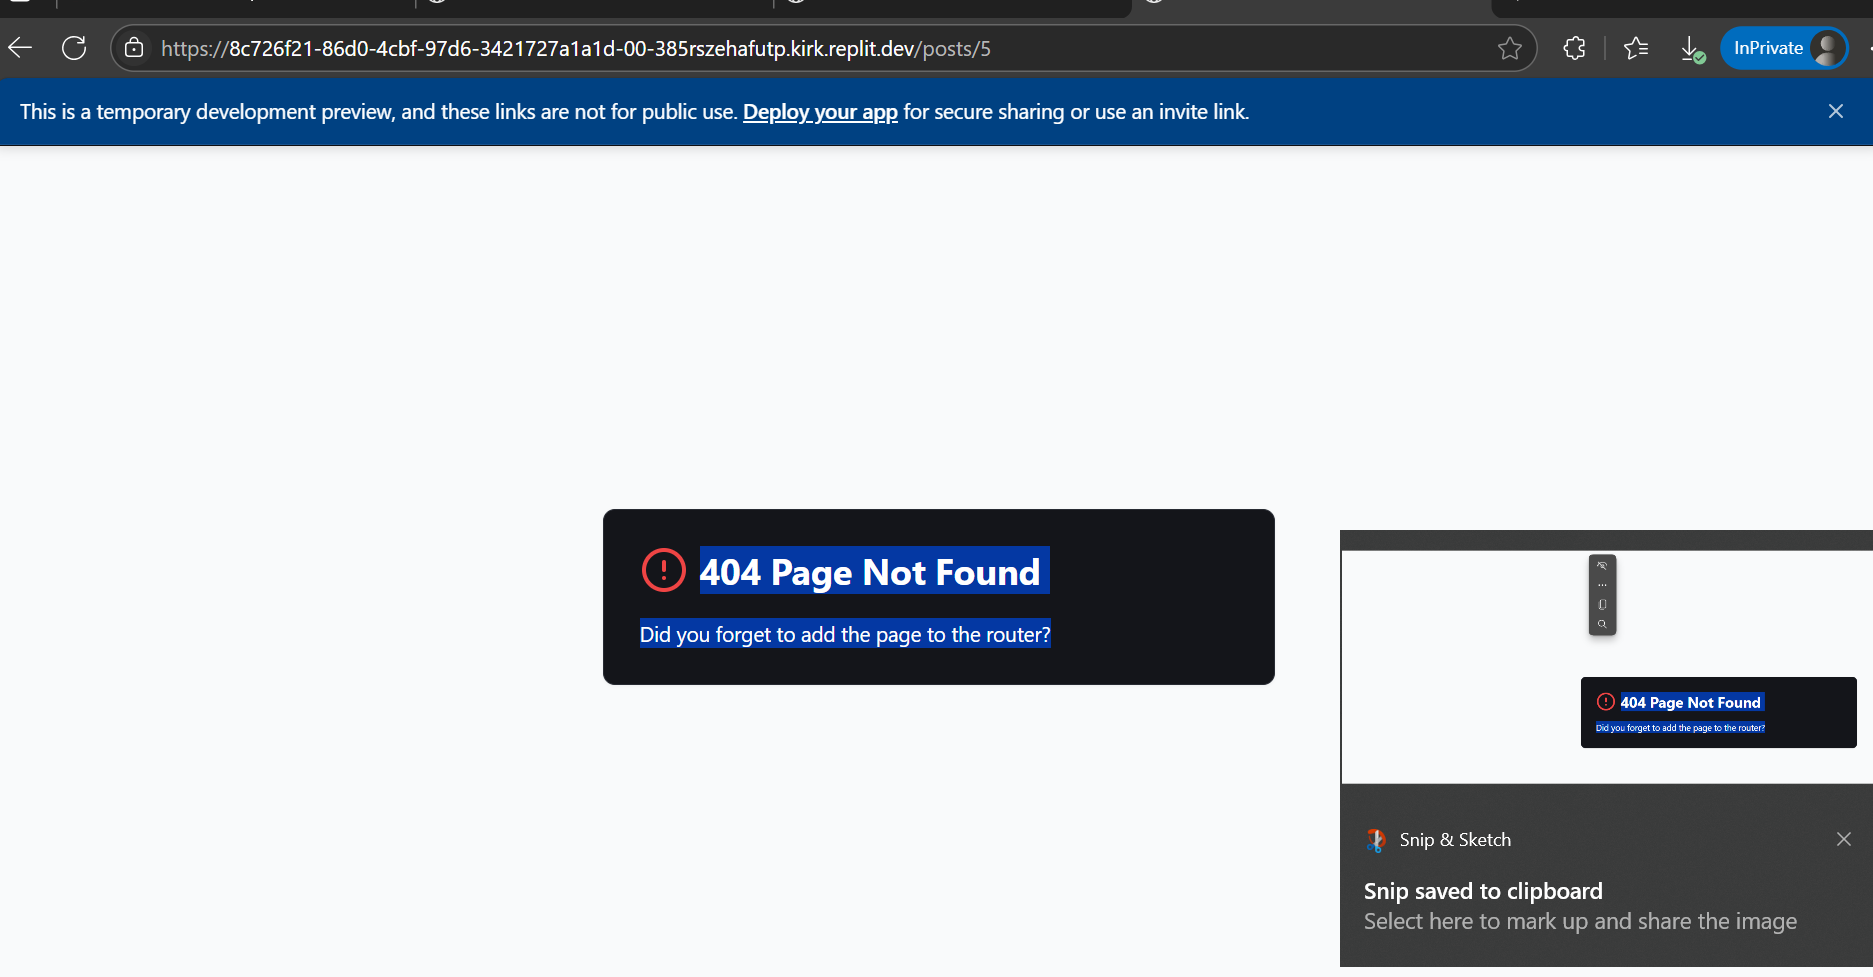 https://8c726f21-86d0-4cbf-97d6-3421727a1a1d-00-385rszehafutp.kirk.replit.dev/posts/5
InPrivate
This is a temporary development preview, and these links are not for public use. Deploy your app for secure sharing or use an invite link.
404 Page Not Found
Did you forget to add the page to the router?
404 Page Not Found
Did you forget to add the page to the router?
Snip & Sketch
Snip saved to clipboard
Select here to mark up and share the image